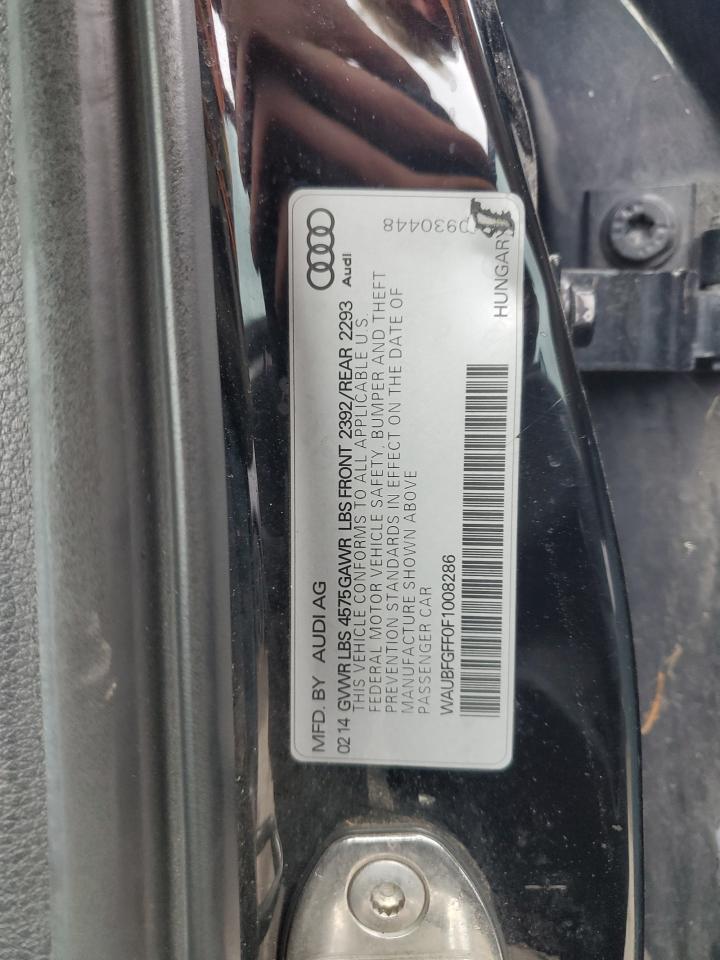 MFD. BY AUDI AG
Audi
02 14 GVWR LBS 4575 GAWR LBS FRONT 2392/REAR 2293
THIS VEHICLE CONFORMS TO ALL APPLICABLE U.S.
FEDERAL MOTOR VEHICLE SAFETY, BUMPER AND THEFT
PREVENTION STANDARDS IN EFFECT ON THE DATE OF
MANUFACTURE SHOWN ABOVE
PASSENGER CAR
WAUBFGFF0F1008286
HUNGARY
0930448